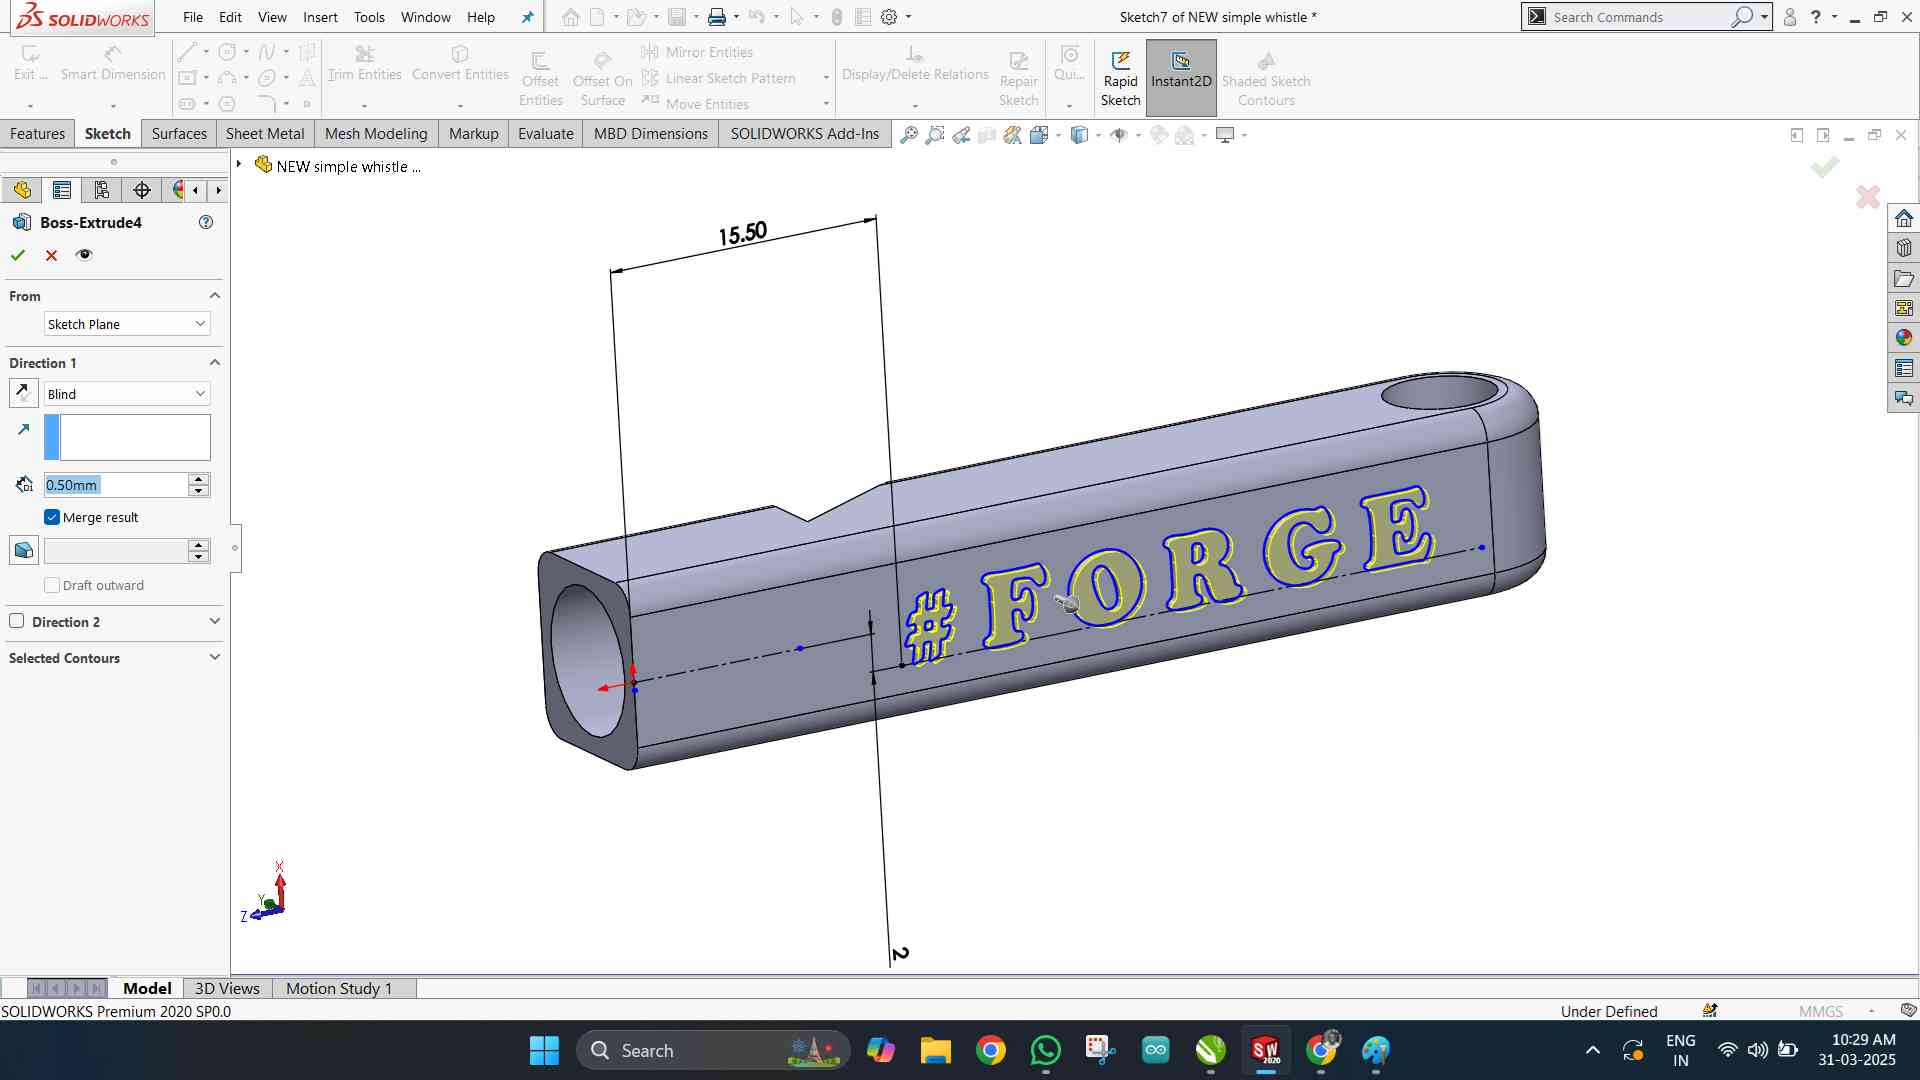 SOLIDWORKS File Edit View Insert Tools Window Help Sketch7 of NEW simple whistle * Search Commands
Exit ... Smart Dimension Trim Entities Convert Entities Offset Entities Offset On Surface Mirror Entities Linear Sketch Pattern Move Entities Display/Delete Relations Repair Sketch Qui... Rapid Sketch Instant2D Shaded Sketch Contours
Features Sketch Surfaces Sheet Metal Mesh Modeling Markup Evaluate MBD Dimensions SOLIDWORKS Add-Ins
NEW simple whistle ...
Boss-Extrude4
From
Sketch Plane
Direction 1
Blind
0.50mm
Merge result
Draft outward
Direction 2
Selected Contours
15.50
#FORGE
2
X
Y
Z
Model 3D Views Motion Study 1
SOLIDWORKS Premium 2020 SP0.0 Under Defined MMGS
Search ENG IN 10:29 AM 31-03-2025